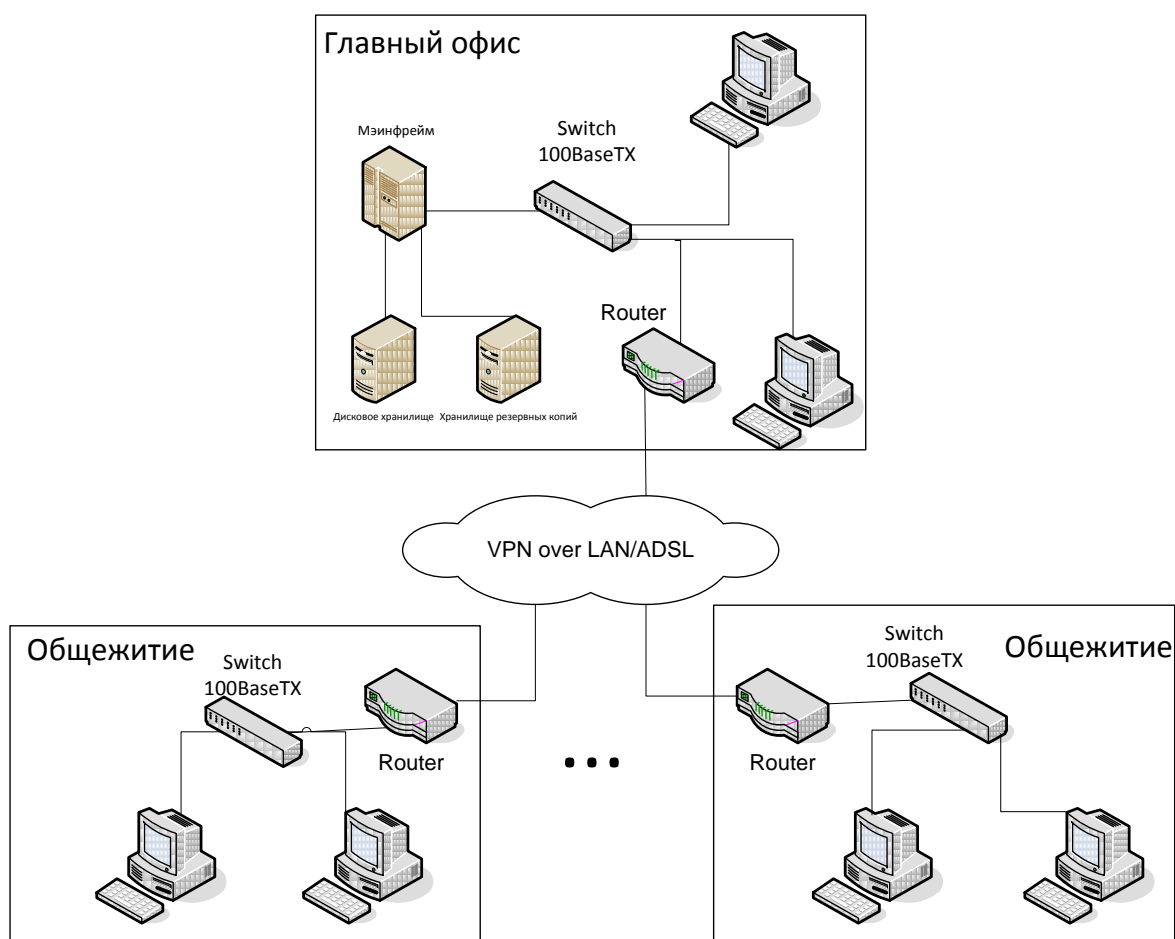 Главный офис
Мэинфрейм
Switch
100BaseTX
Router
Дисковое хранилище
Хранилище резервных копий
VPN over LAN/ADSL
Общежитие
Switch
100BaseTX
Router
...
Общежитие
Switch
100BaseTX
Router